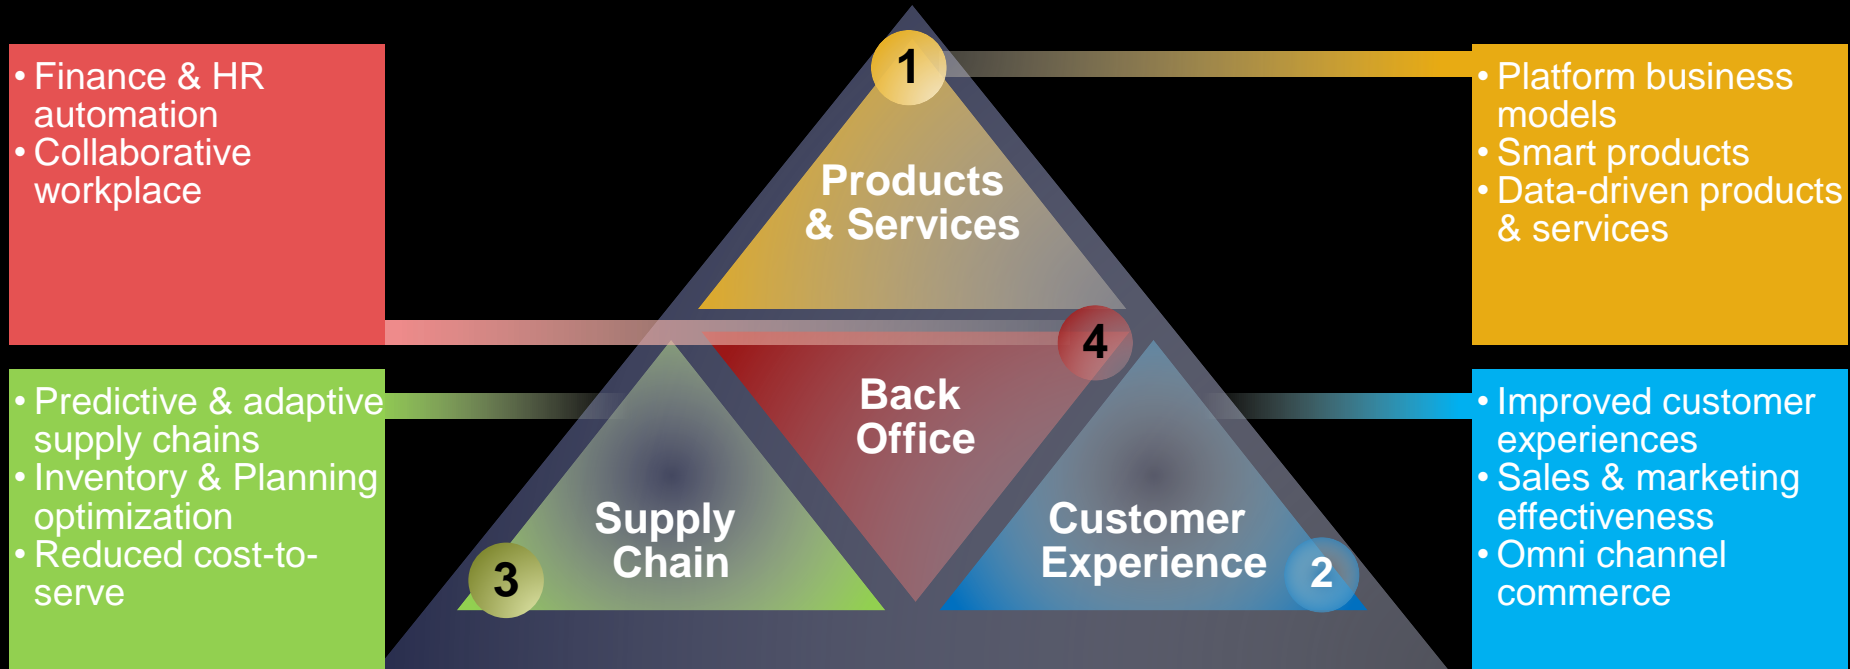 • Finance & HR
automation
• Collaborative
workplace
• Predictive & adaptive
supply chains
• Inventory & Planning
optimization
• Reduced cost-to-
serve
1
Products
& Services
4
Back
Office
3
Supply
Chain
Customer
Experience
2
• Platform business
models
• Smart products
• Data-driven products
& services
• Improved customer
experiences
• Sales & marketing
effectiveness
• Omni channel
commerce